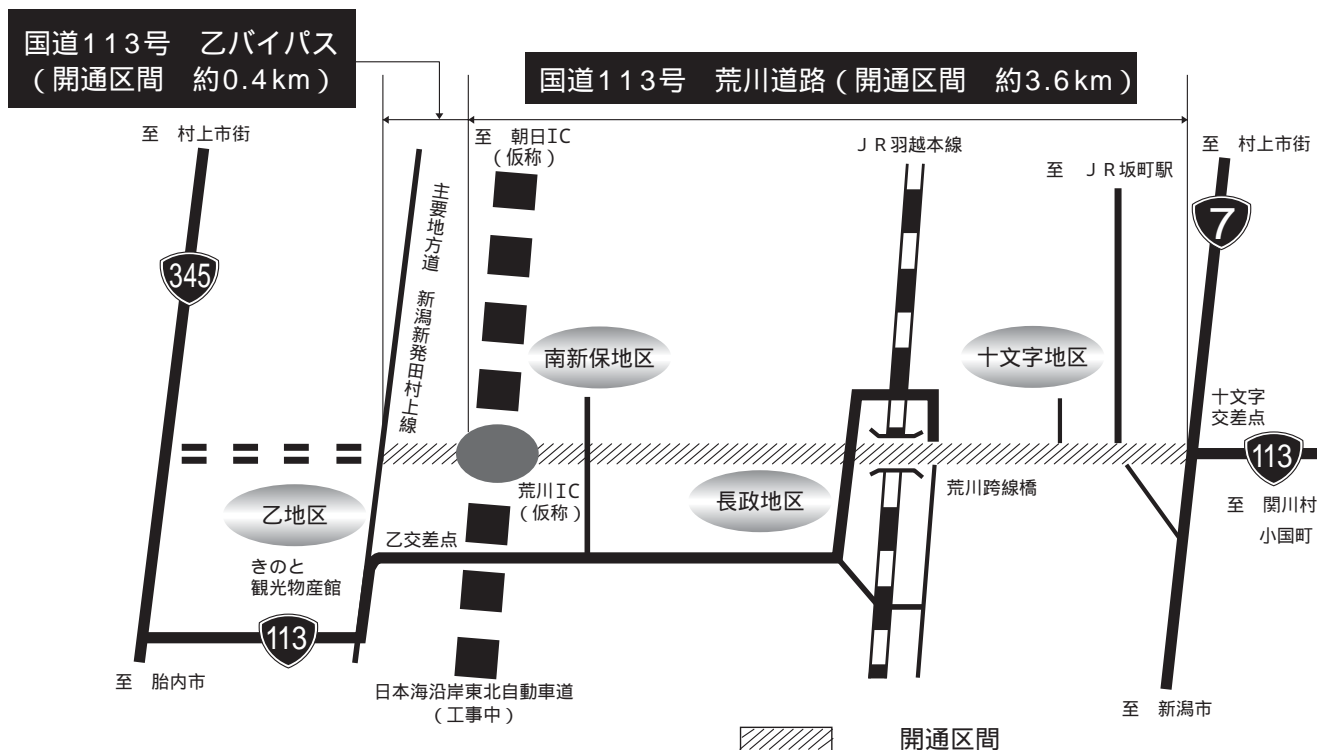 国道113号　乙バイパス
（開通区間　約0.4km）
国道113号　荒川道路（開通区間　約3.6km）
至　村上市街
至　朝日IC
（仮称）
ＪＲ羽越本線
至　ＪＲ坂町駅
至　村上市街
7
345
主要地方道　新潟新発田村上線
南新保地区
十文字地区
十文字
交差点
113
荒川IC
（仮称）
長政地区
荒川跨線橋
至　関川村
小国町
乙地区
乙交差点
きのと
観光物産館
113
至　胎内市
日本海沿岸東北自動車道
（工事中）
至　新潟市
開通区間